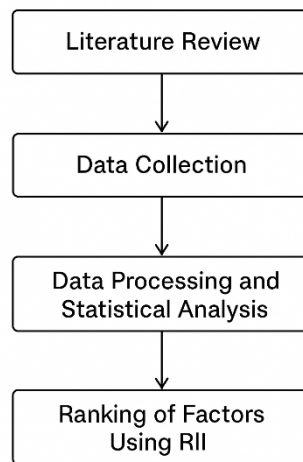 Literature Review
Data Collection
Data Processing and
Statistical Analysis
Ranking of Factors
Using RII